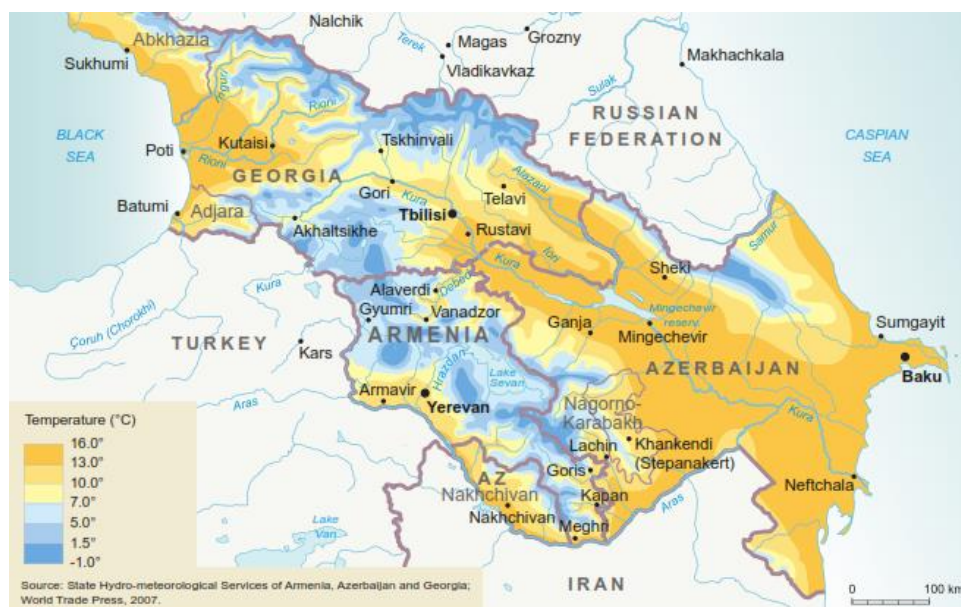 Nalchik
Abkhazia
Terek
Magas
Grozny
Makhachkala
Sukhumi
Vladikavkaz
Inguri
Rioni
Sulak
RUSSIAN
FEDERATION
BLACK
SEA
CASPIAN
SEA
Kutaisi
Tskhinvali
Poti
Rioni
GEORGIA
Gori
Kura
Alazani
Telavi
Batumi
Adjara
Tbilisi
Akhaltsikhe
Rustavi
Iori
Samur
Kura
Sheki
Kura
Alaverdi
Debed
Gyumri
Vanadzor
Mingechevir
reserv.
Çoruh (Chorokhi)
TURKEY
ARMENIA
Ganja
Mingechevir
Sumgayit
Kars
Hrazdan
Lake
Sevan
AZERBAIJAN
Baku
Armavir
Aras
Yerevan
Nagorno-
Karabakh
Kura
Temperature (°C)
16.0°
13.0°
10.0°
7.0°
5.0°
1.5°
-1.0°
Lachin
Khankendi
(Stepanakert)
Goris
AZ
Nakhchivan
Nakhchivan
Kapan
Aras
Neftchala
Meghri
Lake
Van
IRAN
Source: State Hydro-meteorological Services of Armenia, Azerbaijan and Georgia;
World Trade Press, 2007.
0 100 km